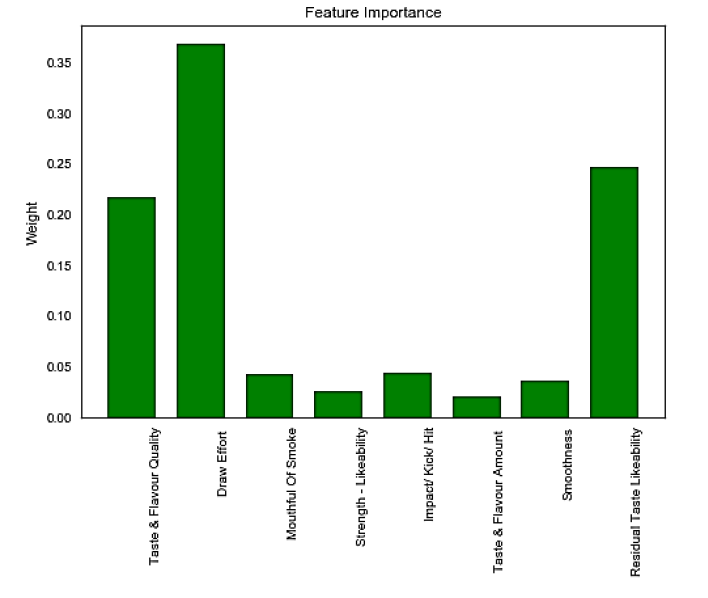 Feature Importance
Weight
0.35
0.30
0.25
0.20
0.15
0.10
0.05
0.00
Taste & Flavour Quality
Draw Effort
Mouthful Of Smoke
Strength - Likeability
Impact/ Kick/ Hit
Taste & Flavour Amount
Smoothness
Residual Taste Likeability